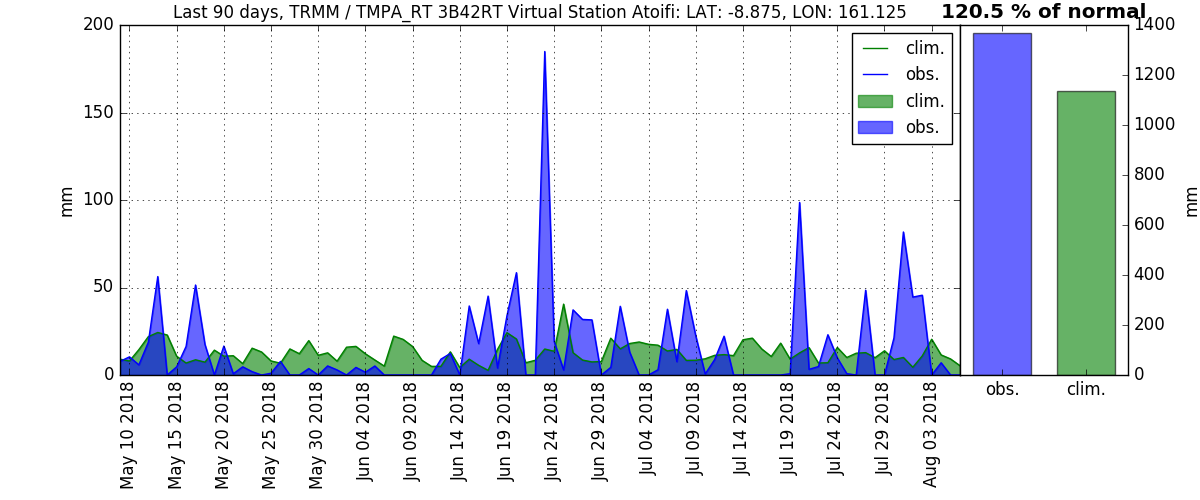 Last 90 days, TRMM / TMPA_RT 3B42RT Virtual Station Atoifi: LAT: -8.875, LON: 161.125
120.5 % of normal
200
150
100
50
0
mm
clim.
obs.
clim.
obs.
1400
1200
1000
800
600
400
200
0
mm
May 10 2018
May 15 2018
May 20 2018
May 25 2018
May 30 2018
Jun 04 2018
Jun 09 2018
Jun 14 2018
Jun 19 2018
Jun 24 2018
Jun 29 2018
Jul 04 2018
Jul 09 2018
Jul 14 2018
Jul 19 2018
Jul 24 2018
Jul 29 2018
Aug 03 2018
obs.
clim.